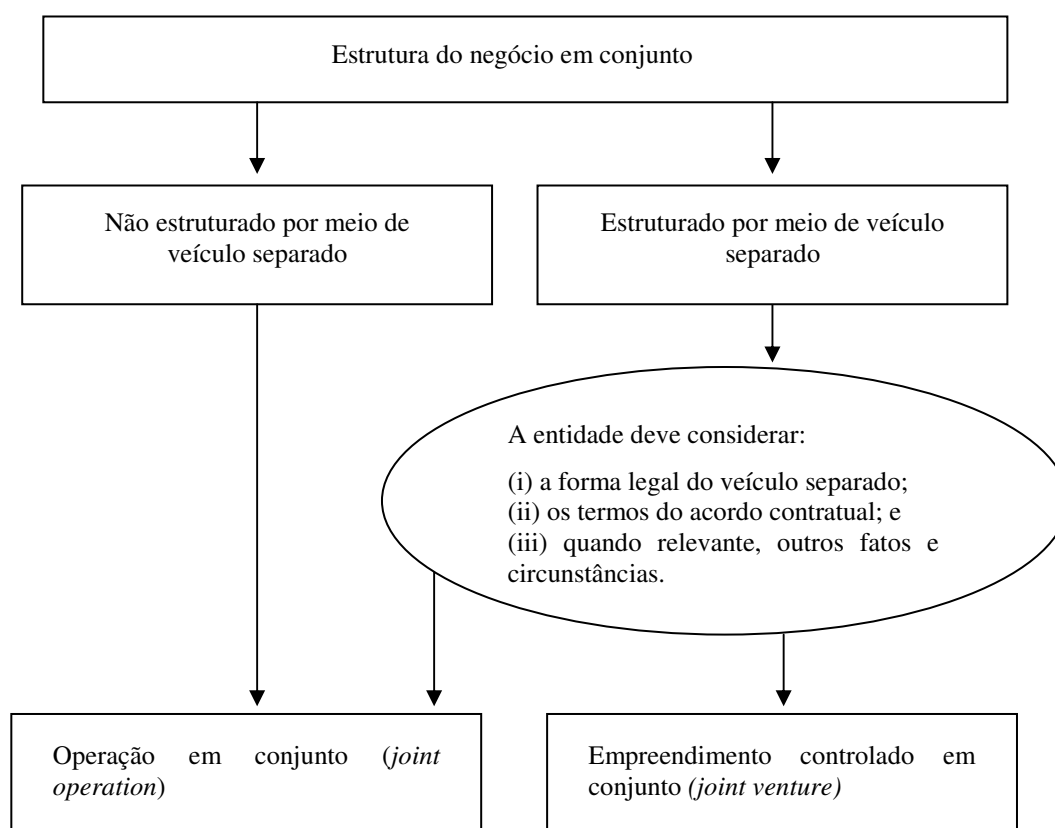 Estrutura do negócio em conjunto
Não estruturado por meio de
veículo separado
Estruturado por meio de veículo
separado
A entidade deve considerar:
(i) a forma legal do veículo separado;
(ii) os termos do acordo contratual; e
(iii) quando relevante, outros fatos e
circunstâncias.
Operação em conjunto (joint
operation)
Empreendimento controlado em
conjunto (joint venture)